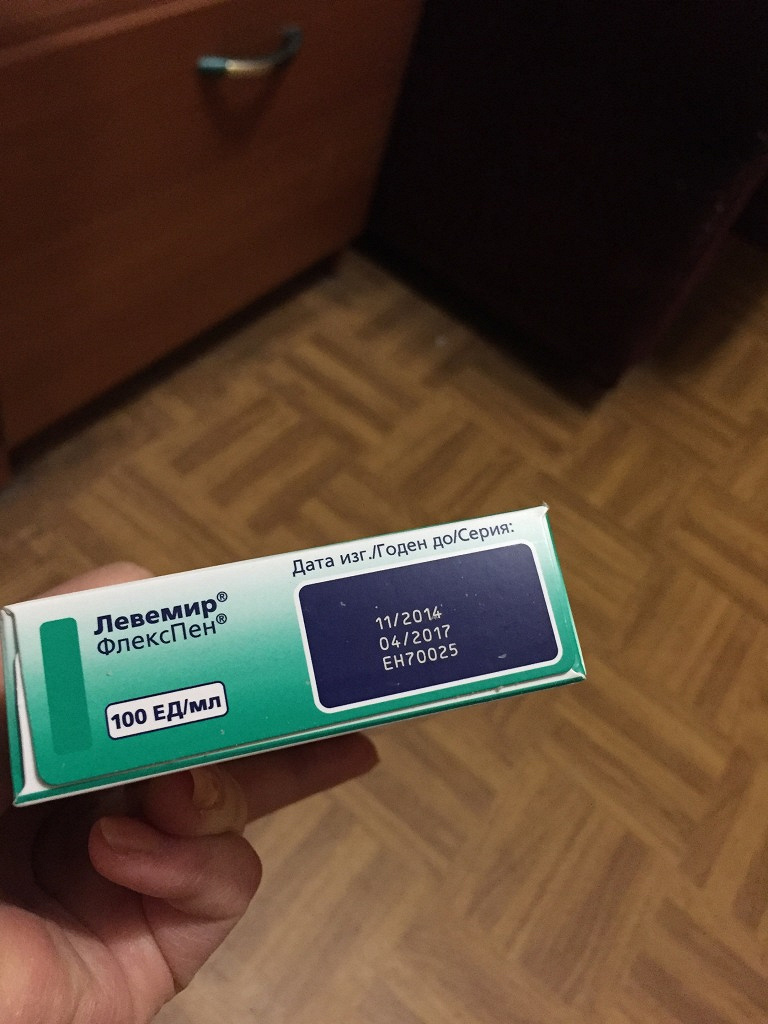 Левемир®
ФлексПен®
100 ЕД/мл
Дата изг./Годен до/Серия:
11/2014
04/2017
EH70025